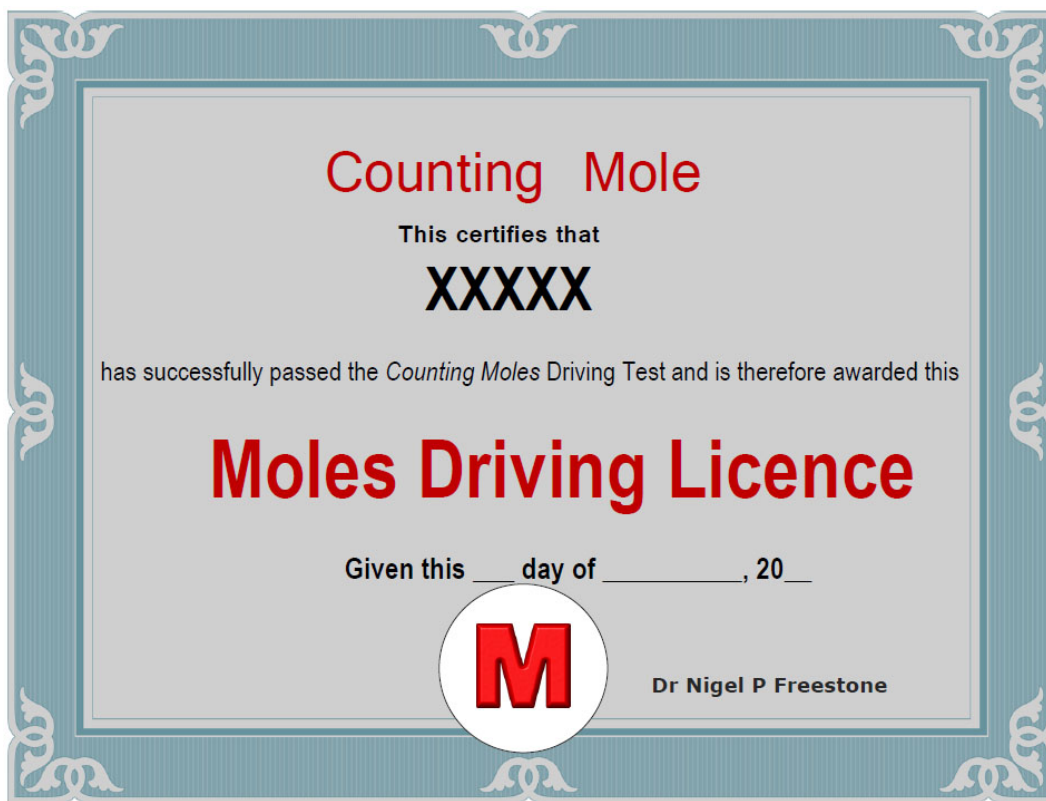 Counting Mole
This certifies that
XXXXX
has successfully passed the Counting Moles Driving Test and is therefore awarded this
Moles Driving Licence
Given this ___ day of __________, 20__
M
Dr Nigel P Freestone